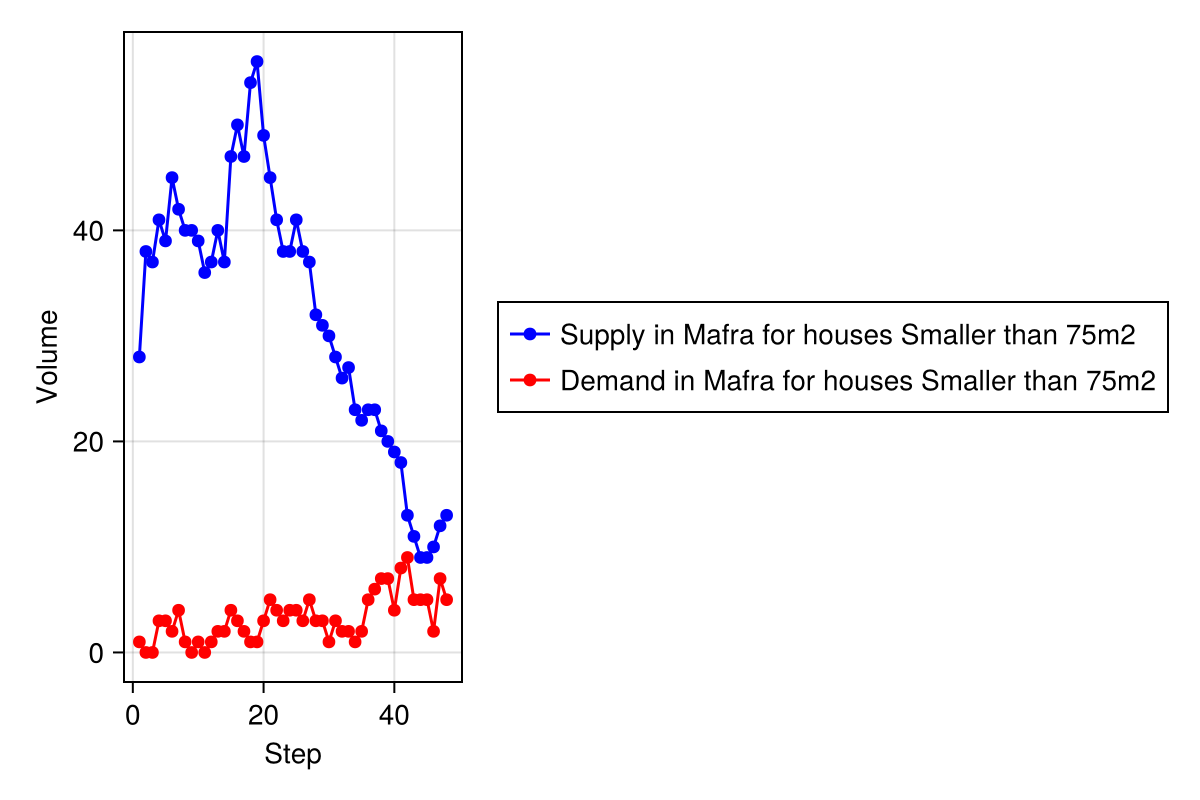 40
20
0
0 20 40
Volume
Step
Supply in Mafra for houses Smaller than 75m2
Demand in Mafra for houses Smaller than 75m2